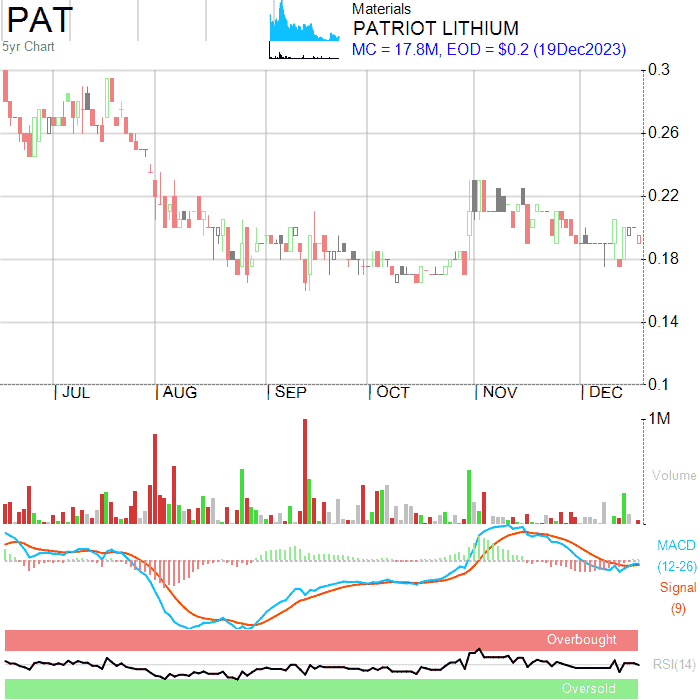 PAT
5yr Chart
Materials
PATRIOT LITHIUM
MC = 17.8M, EOD = $0.2 (19Dec2023)
0.3
0.26
0.22
0.18
0.14
0.1
JUL AUG SEP OCT NOV DEC
1M
Volume
MACD
(12-26)
Signal
(9)
Overbought
RSI(14)
Oversold